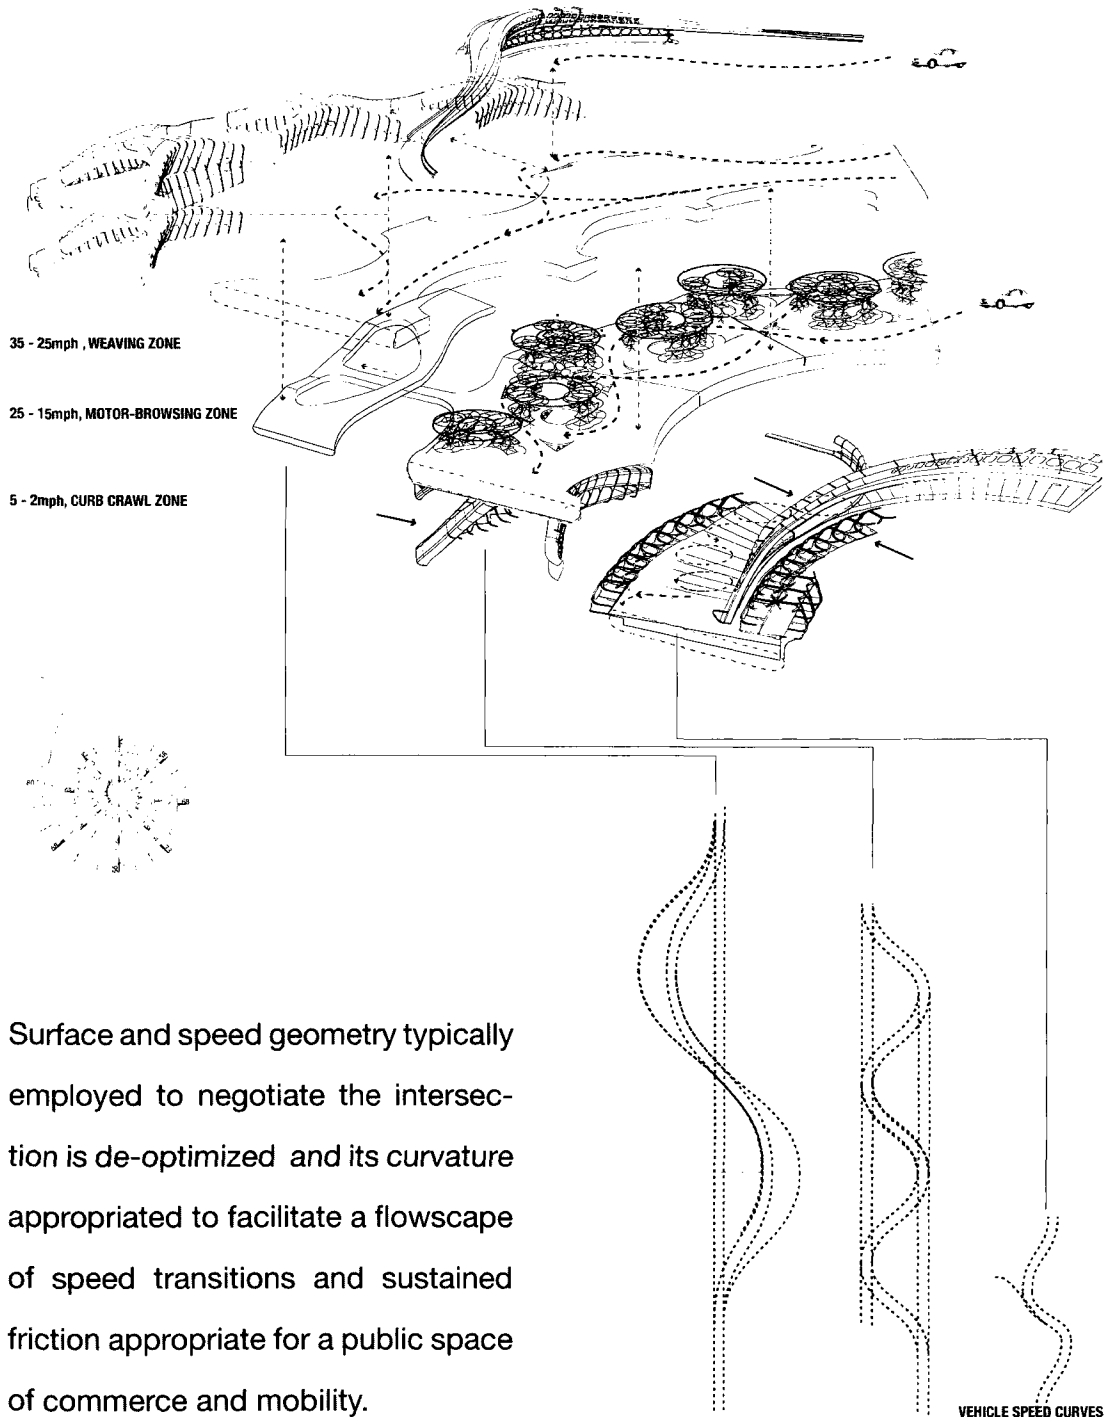 35 - 25mph , WEAVING ZONE
25 - 15mph, MOTOR-BROWSING ZONE
5 - 2mph, CURB CRAWL ZONE
Surface and speed geometry typically
employed to negotiate the intersec-
tion is de-optimized and its curvature
appropriated to facilitate a flowscape
of speed transitions and sustained
friction appropriate for a public space
of commerce and mobility.
VEHICLE SPEED CURVES